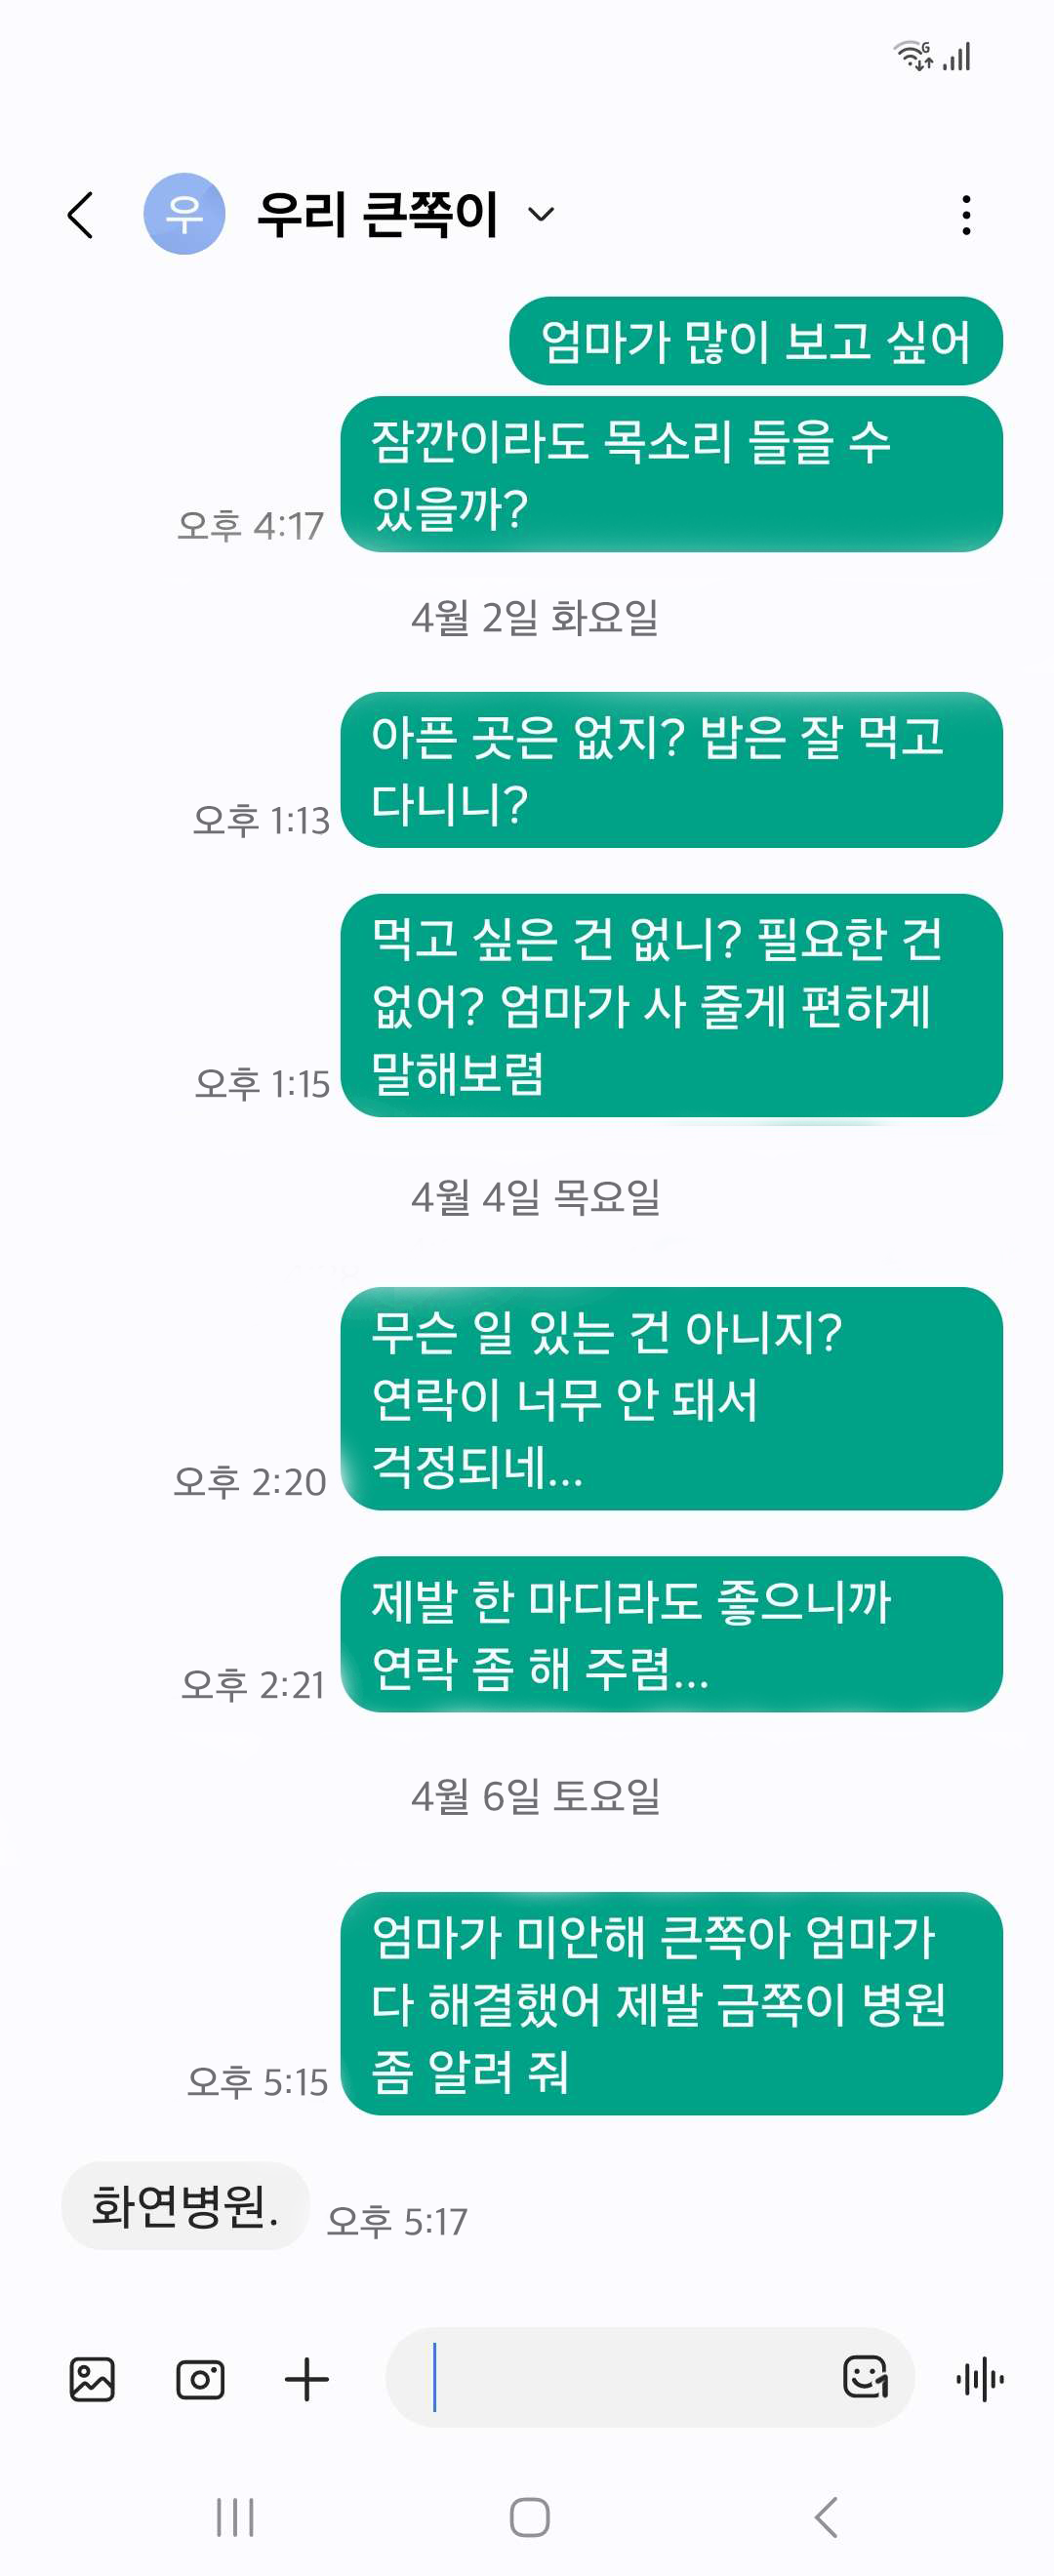 우
우리 큰쪽이
엄마가 많이 보고 싶어
잠깐이라도 목소리 들을 수
있을까?
오후 4:17
4월 2일 화요일
아픈 곳은 없지? 밥은 잘 먹고
다니니?
오후 1:13
먹고 싶은 건 없니? 필요한 건
없어? 엄마가 사 줄게 편하게
말해보렴
오후 1:15
4월 4일 목요일
무슨 일 있는 건 아니지?
연락이 너무 안 돼서
걱정되네...
오후 2:20
제발 한 마디라도 좋으니까
연락 좀 해 주렴...
오후 2:21
4월 6일 토요일
엄마가 미안해 큰쪽아 엄마가
다 해결했어 제발 금쪽이 병원
좀 알려 줘
오후 5:15
화연병원.
오후 5:17